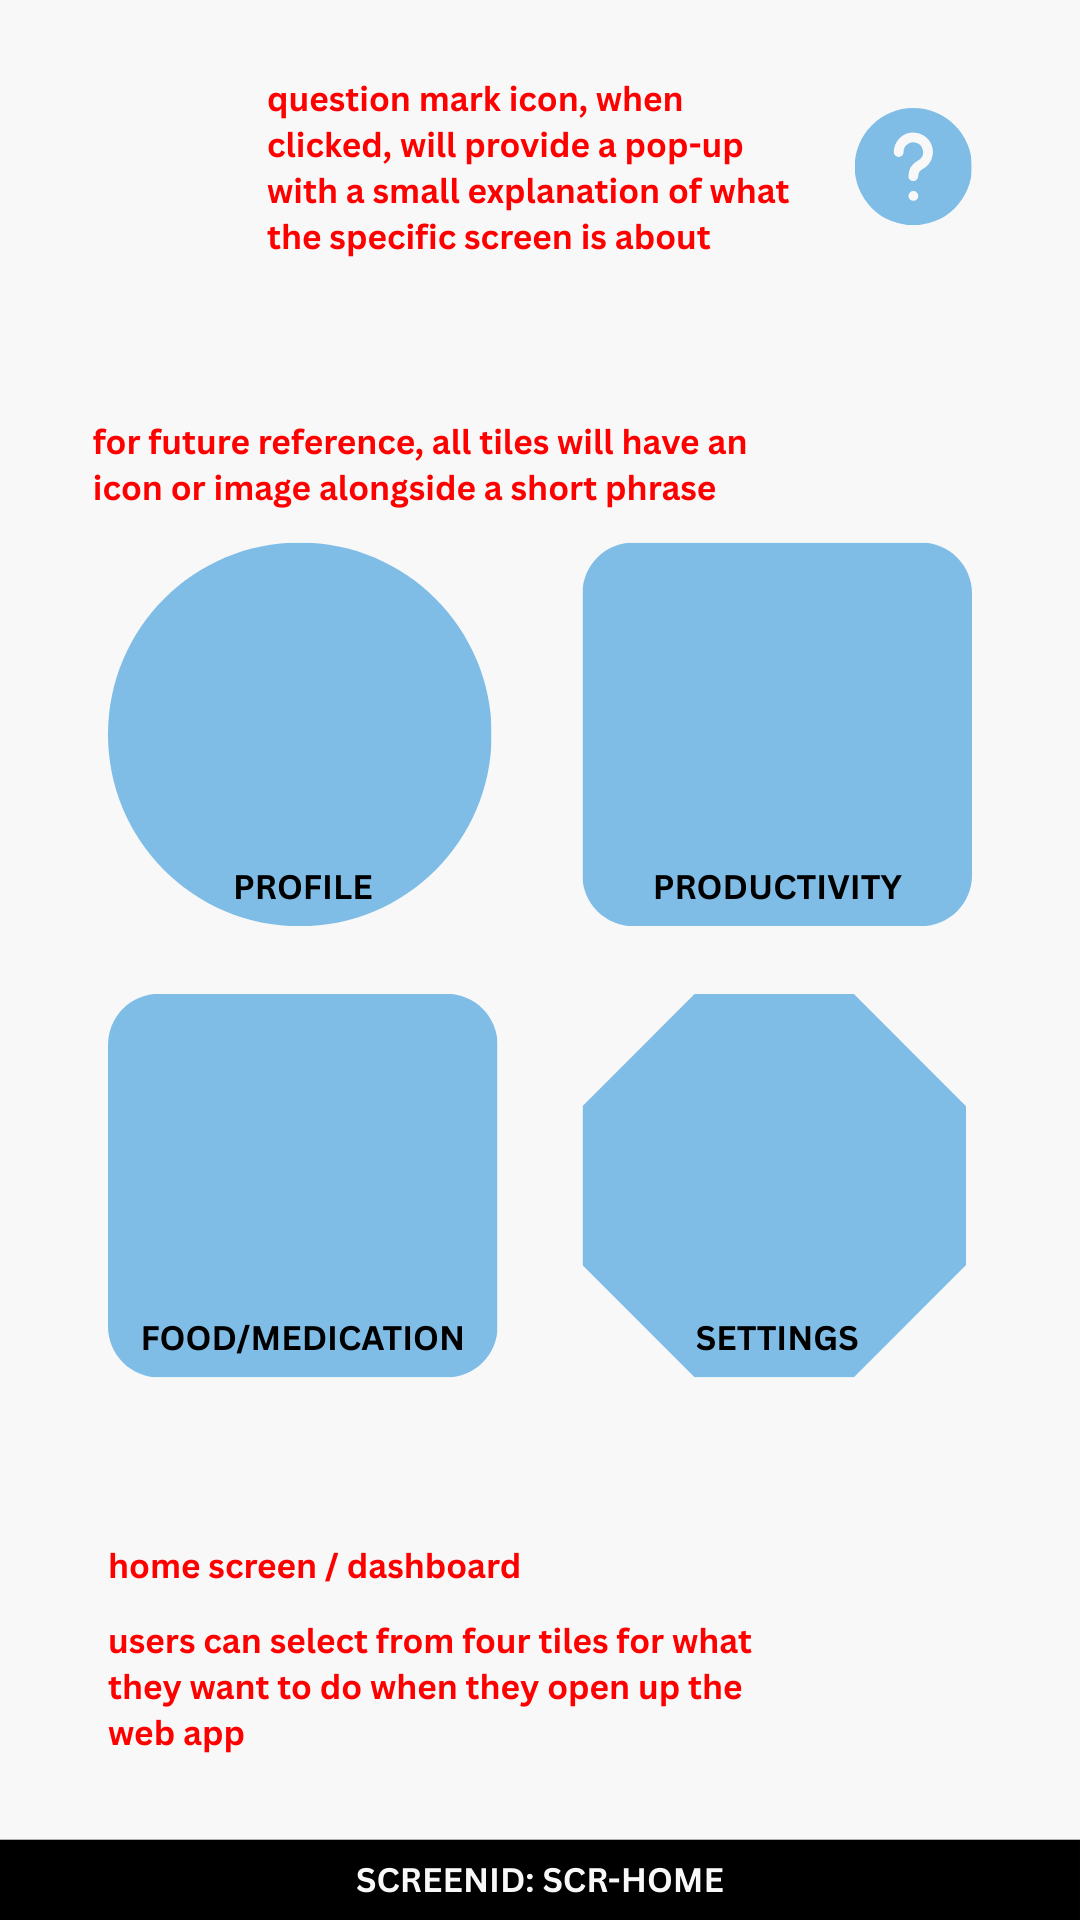 question mark icon, when
clicked, will provide a pop-up
with a small explanation of what
the specific screen is about
?
for future reference, all tiles will have an
icon or image alongside a short phrase
PROFILE
PRODUCTIVITY
FOOD/MEDICATION
SETTINGS
home screen / dashboard
users can select from four tiles for what
they want to do when they open up the
web app
SCREENID: SCR-HOME